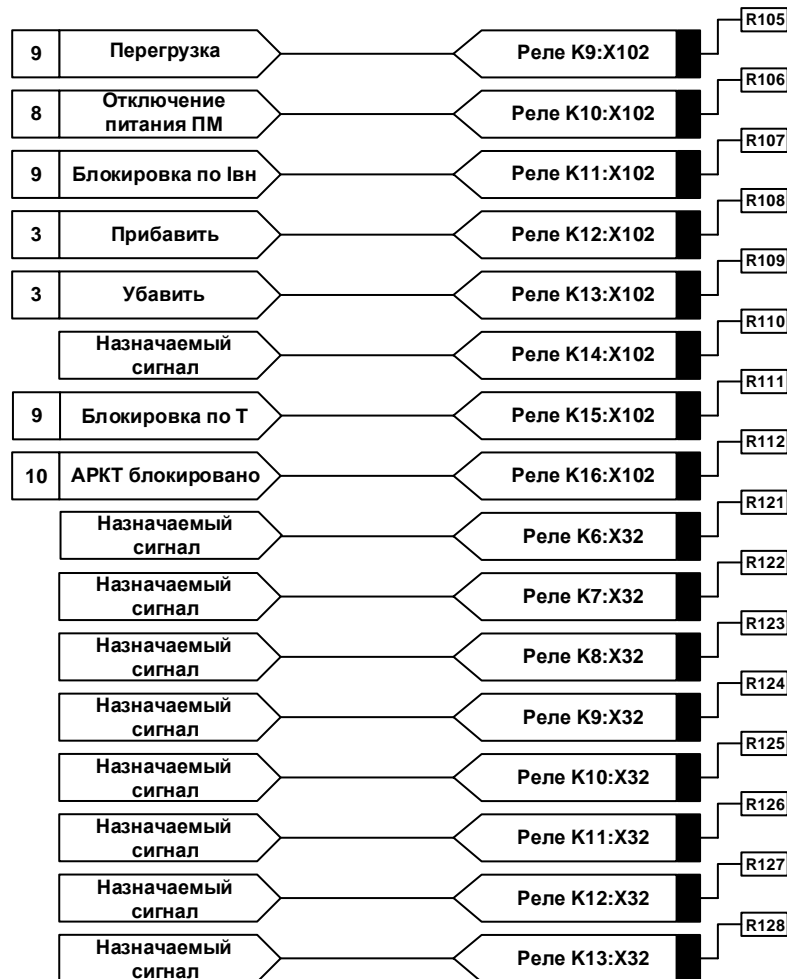 R105
9 Перегрузка Реле K9:X102
R106
8 Отключение питания ПМ Реле K10:X102
R107
9 Блокировка по Iвн Реле K11:X102
R108
3 Прибавить Реле K12:X102
R109
3 Убавить Реле K13:X102
R110
Назначаемый сигнал Реле K14:X102
R111
9 Блокировка по Т Реле K15:X102
R112
10 АРКТ блокировано Реле K16:X102
R121
Назначаемый сигнал Реле K6:X32
R122
Назначаемый сигнал Реле K7:X32
R123
Назначаемый сигнал Реле K8:X32
R124
Назначаемый сигнал Реле K9:X32
R125
Назначаемый сигнал Реле K10:X32
R126
Назначаемый сигнал Реле K11:X32
R127
Назначаемый сигнал Реле K12:X32
R128
Назначаемый сигнал Реле K13:X32